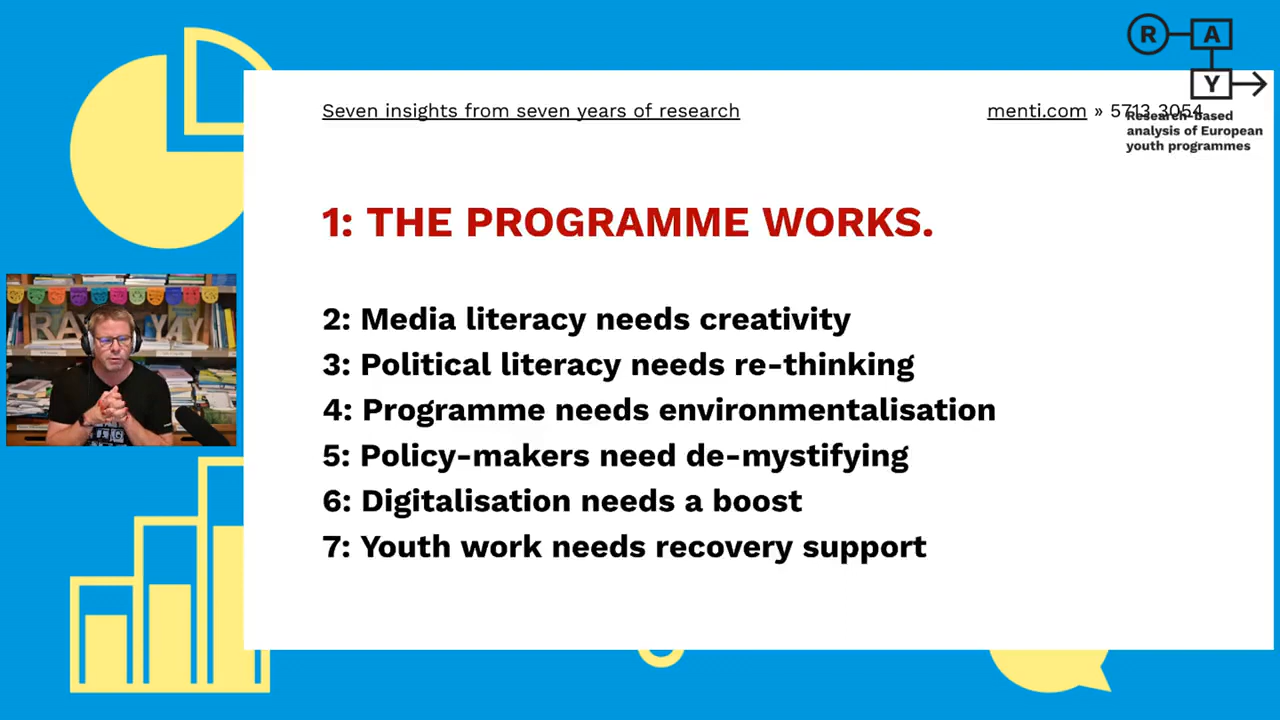 Seven insights from seven years of research
menti.com » 5713 3054
R A
Y
Research-based
analysis of European
youth programmes
1: THE PROGRAMME WORKS.
2: Media literacy needs creativity
3: Political literacy needs re-thinking
4: Programme needs environmentalisation
5: Policy-makers need de-mystifying
6: Digitalisation needs a boost
7: Youth work needs recovery support
RAY YAY